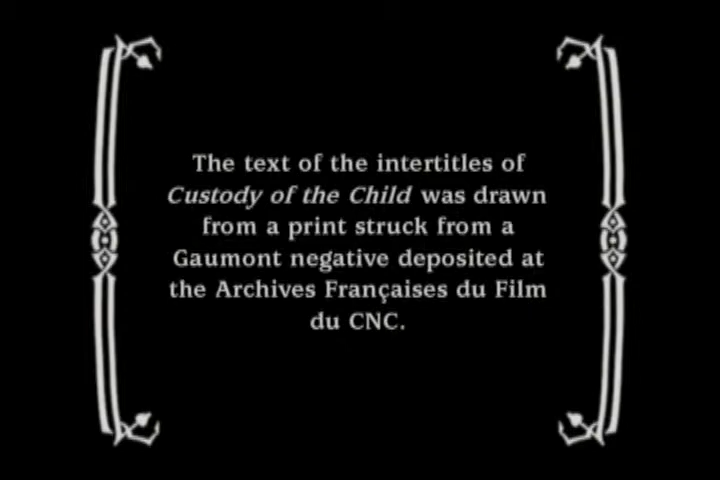 The text of the intertitles of
Custody of the Child was drawn
from a print struck from a
Gaumont negative deposited at
the Archives Françaises du Film
du CNC.